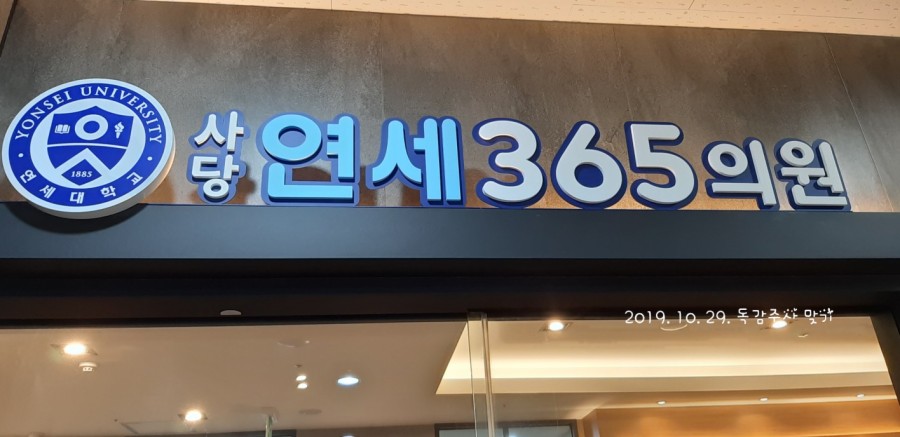 YONSEI UNIVERSITY
1885
연세대학교
사당 연세365의원
2019. 10. 29. 독감주사 맞기